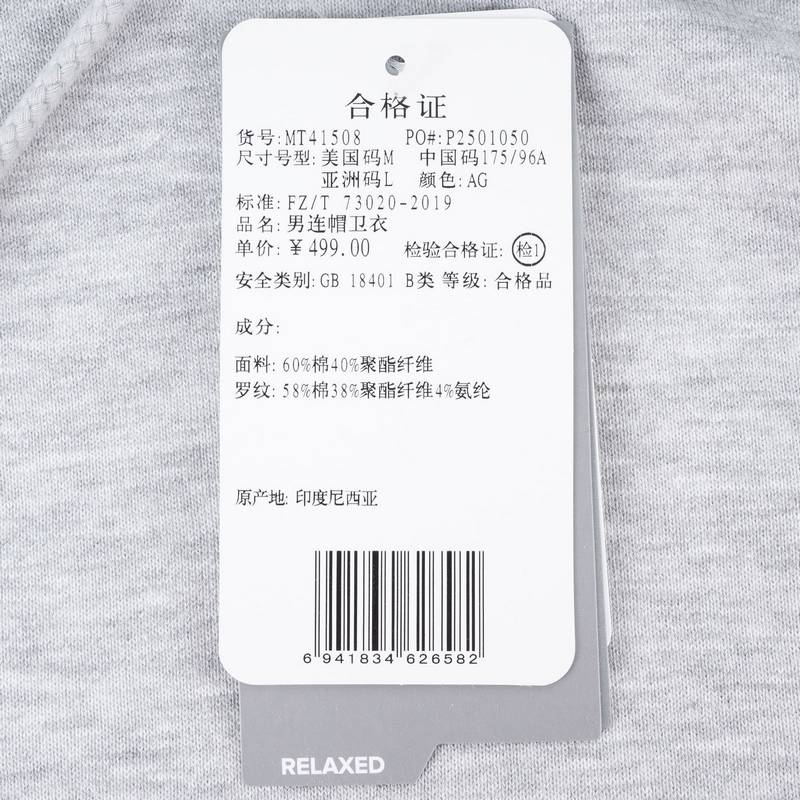 合格证
货号:MT41508 PO#:P2501050
尺寸号型:美国码M 中国码175/96A
亚洲码L 颜色:AG
标准:FZ/T 73020-2019
品名:男连帽卫衣
单价:￥499.00 检验合格证:检1
安全类别:GB 18401 B类 等级:合格品
成分:
面料:60%棉40%聚酯纤维
罗纹:58%棉38%聚酯纤维4%氨纶
原产地:印度尼西亚
6 941834 626582
RELAXED